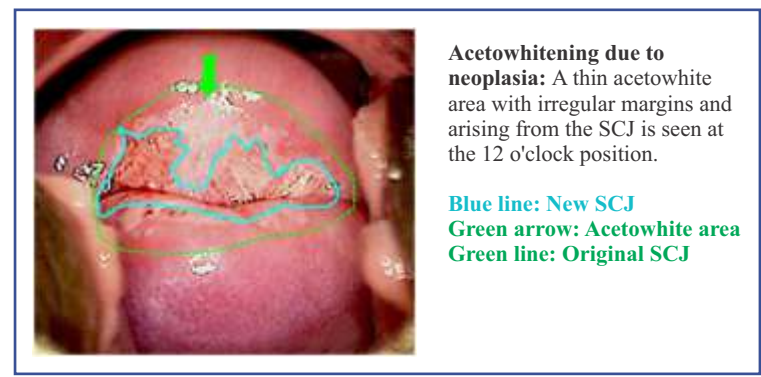 Acetowhitening due to
neoplasia: A thin acetowhite
area with irregular margins and
arising from the SCJ is seen at
the 12 o'clock position.
Blue line: New SCJ
Green arrow: Acetowhite area
Green line: Original SCJ